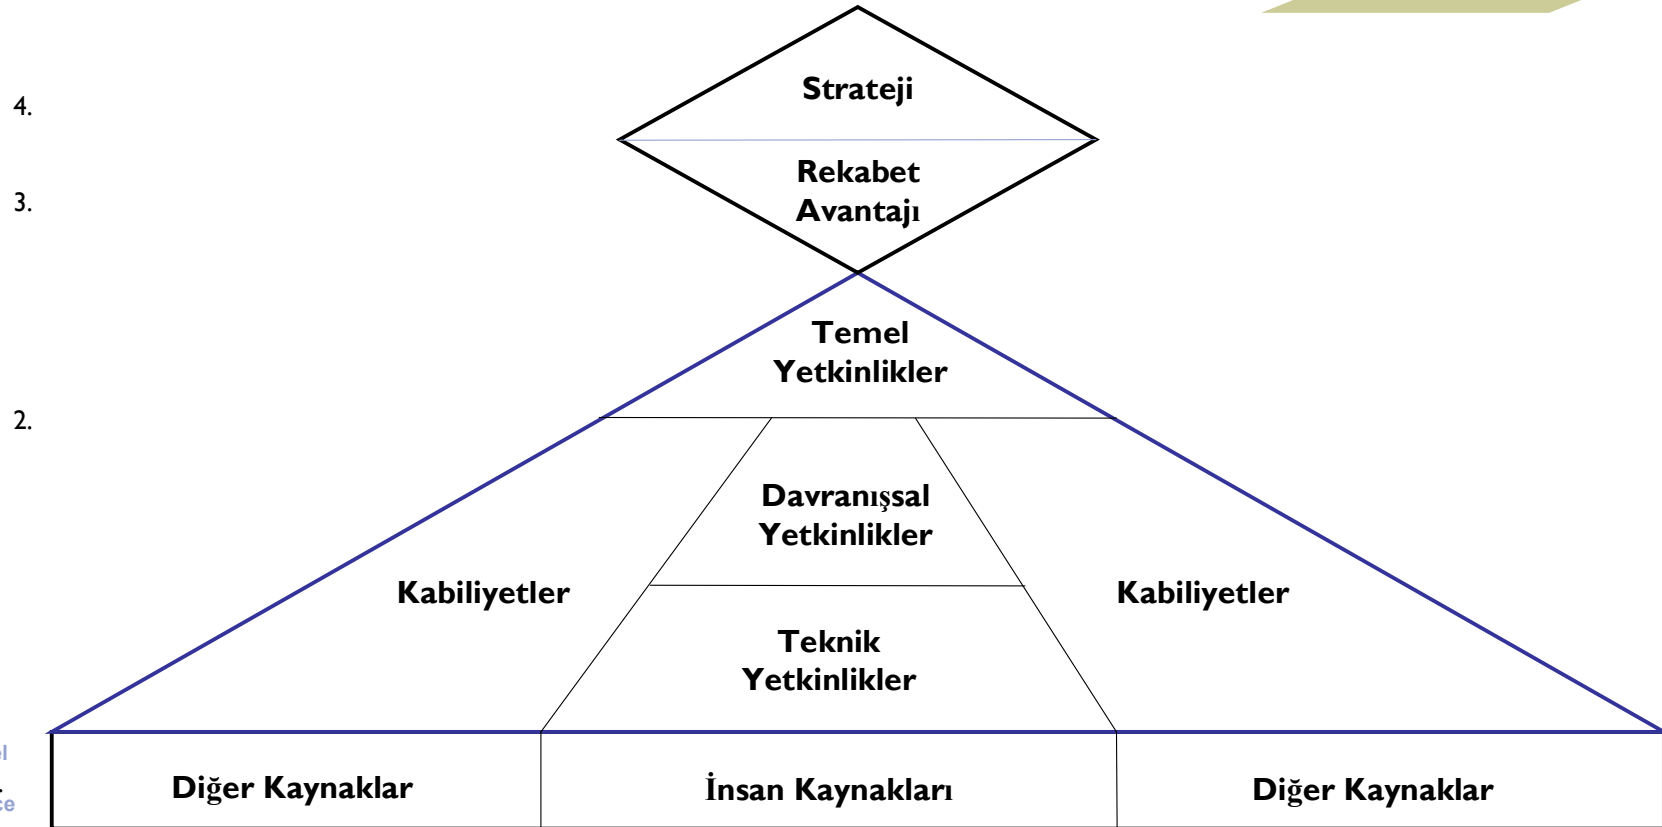 Strateji
4.
Rekabet
3.
Avantajı
Temel
Yetkinlikler
2.
Davranışsal
Yetkinlikler
Kabiliyetler
Kabiliyetler
Teknik
Yetkinlikler
Diğer Kaynaklar
İnsan Kaynakları
Diğer Kaynaklar